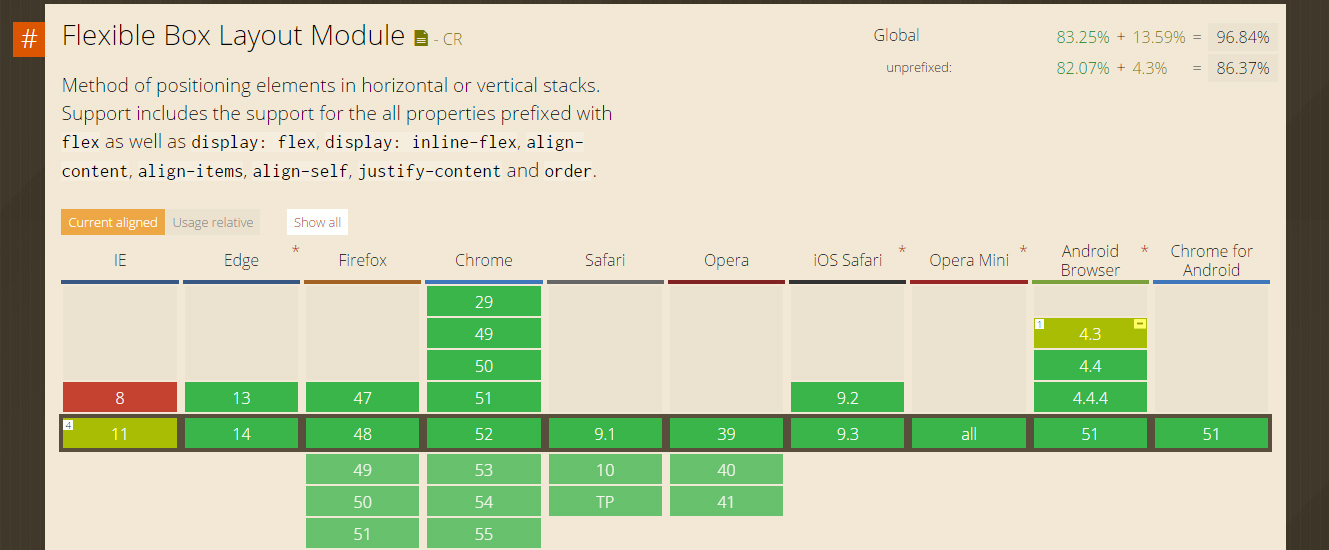 # Flexible Box Layout Module - CR
Global 83.25% + 13.59% = 96.84%
unprefixed: 82.07% + 4.3% = 86.37%
Method of positioning elements in horizontal or vertical stacks.
Support includes the support for the all properties prefixed with
flex as well as display: flex, display: inline-flex, align-
content, align-items, align-self, justify-content and order.
Current aligned Usage relative Show all
IE Edge * Firefox Chrome Safari Opera iOS Safari * Opera Mini * Android Browser * Chrome for Android
29
49 1 4.3 -
50 4.4
8 13 47 51 9.2 4.4.4
4 11 14 48 52 9.1 39 9.3 all 51 51
49 53 10 40
50 54 TP 41
51 55